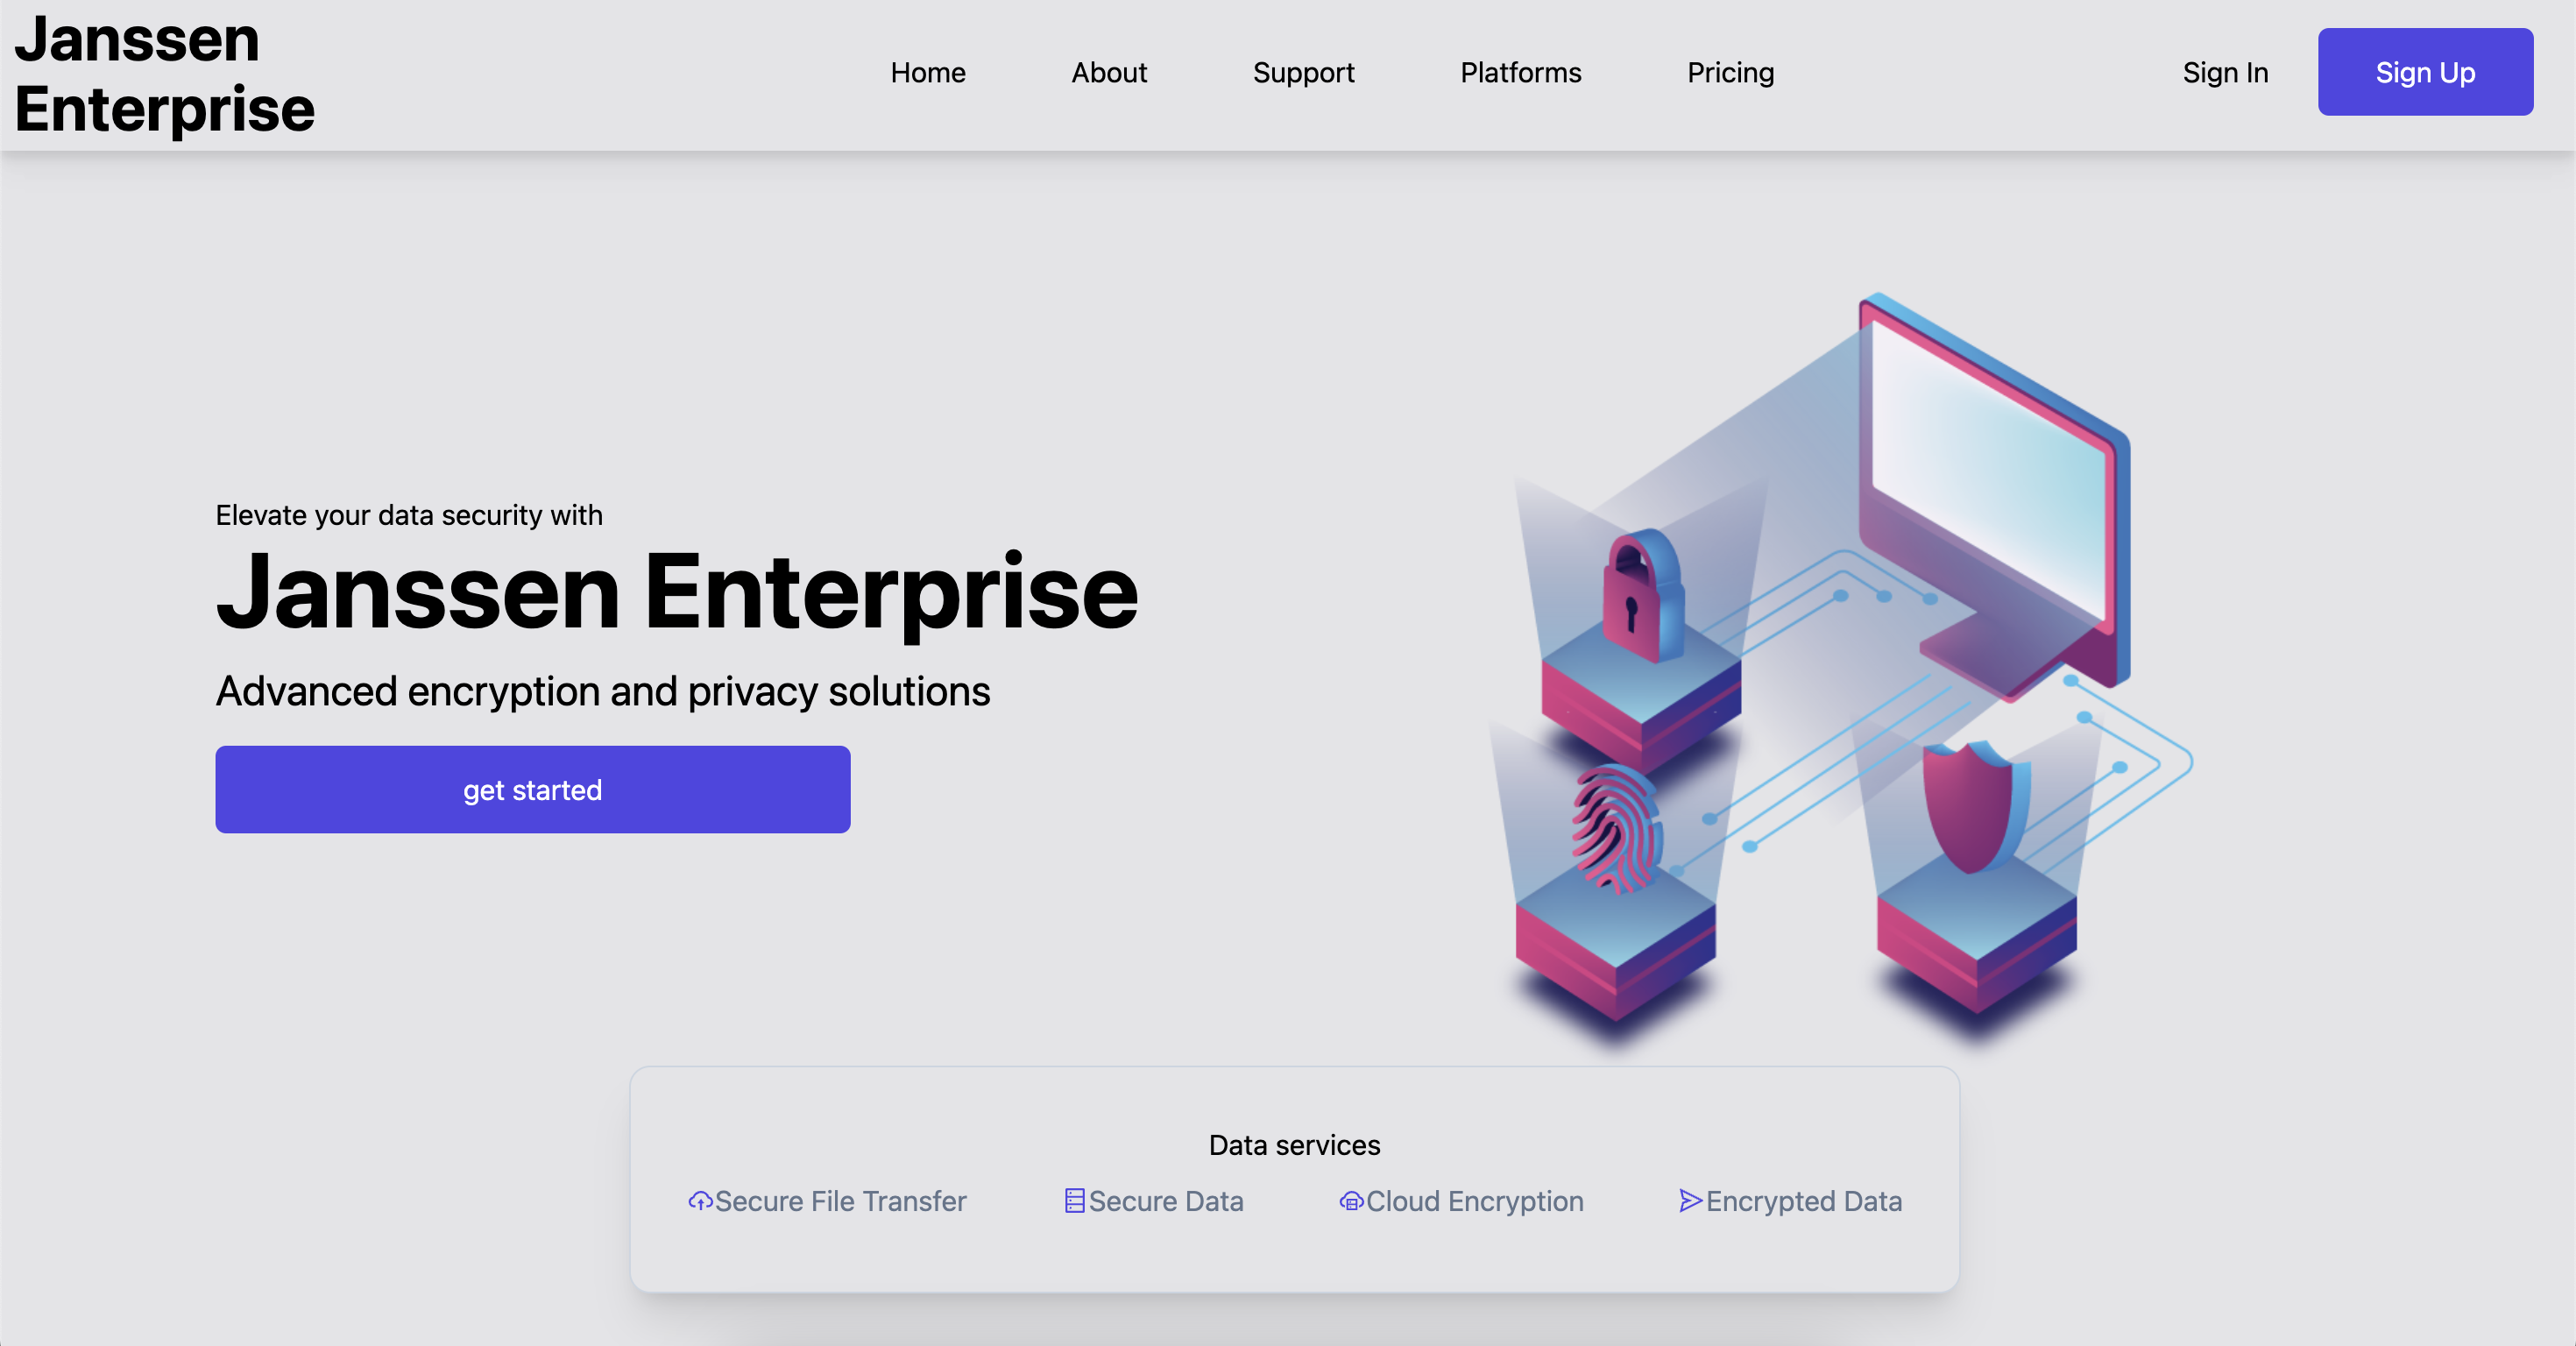 Janssen
Enterprise
Home About Support Platforms Pricing
Sign In Sign Up
Elevate your data security with
Janssen Enterprise
Advanced encryption and privacy solutions
get started
Data services
Secure File Transfer Secure Data Cloud Encryption Encrypted Data